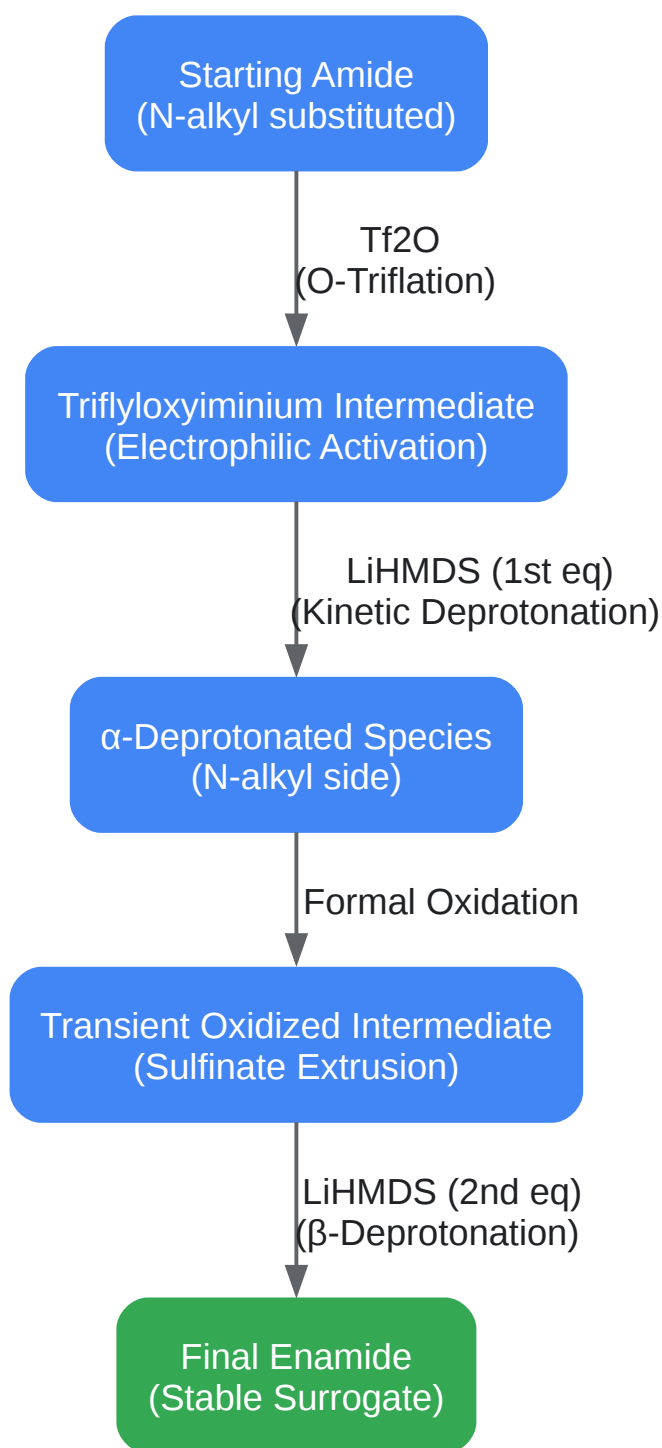 Starting Amide
(N-alkyl substituted)
Tf2O
(O-Triflation)
Triflyloxyiminium Intermediate
(Electrophilic Activation)
LiHMDS (1st eq)
(Kinetic Deprotonation)
α-Deprotonated Species
(N-alkyl side)
Formal Oxidation
Transient Oxidized Intermediate
(Sulfinate Extrusion)
LiHMDS (2nd eq)
(β-Deprotonation)
Final Enamide
(Stable Surrogate)